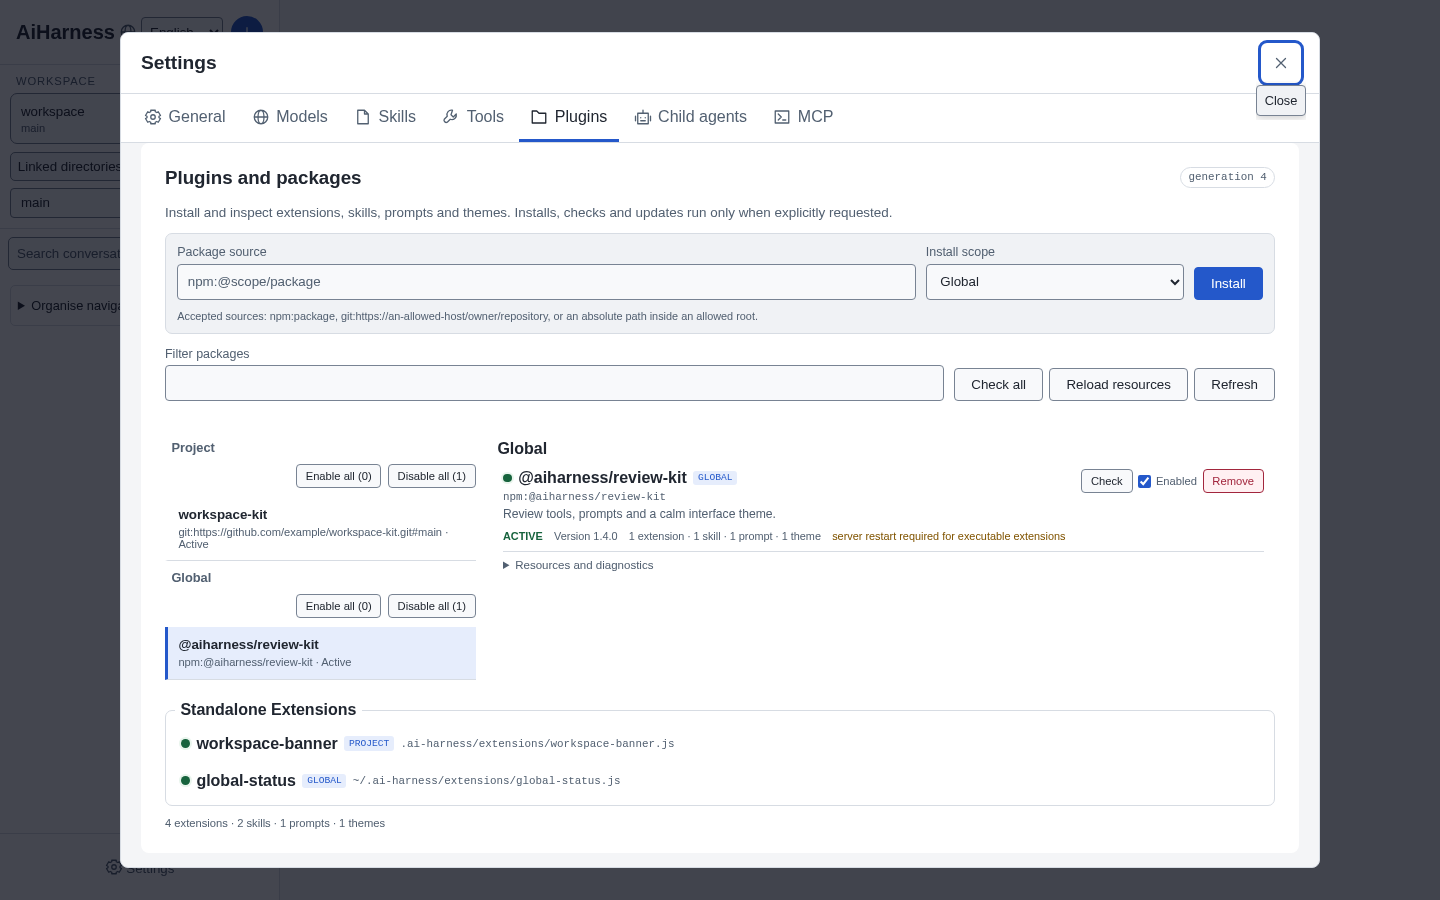 AiHarness
English
WORKSPACE
workspace
main
Linked directories
main
Search conversat
Organise naviga
Settings
Settings
Close
General
Models
Skills
Tools
Plugins
Child agents
MCP
Plugins and packages
generation 4
Install and inspect extensions, skills, prompts and themes. Installs, checks and updates run only when explicitly requested.
Package source
Install scope
npm:@scope/package
Global
Install
Accepted sources: npm:package, git:https://an-allowed-host/owner/repository, or an absolute path inside an allowed root.
Filter packages
Check all
Reload resources
Refresh
Project
Enable all (0)
Disable all (1)
workspace-kit
git:https://github.com/example/workspace-kit.git#main ·
Active
Global
Enable all (0)
Disable all (1)
@aiharness/review-kit
npm:@aiharness/review-kit · Active
Global
@aiharness/review-kit GLOBAL
Check
Enabled
Remove
npm:@aiharness/review-kit
Review tools, prompts and a calm interface theme.
ACTIVE Version 1.4.0 1 extension · 1 skill · 1 prompt · 1 theme server restart required for executable extensions
Resources and diagnostics
Standalone Extensions
workspace-banner PROJECT .ai-harness/extensions/workspace-banner.js
global-status GLOBAL ~/.ai-harness/extensions/global-status.js
4 extensions · 2 skills · 1 prompts · 1 themes